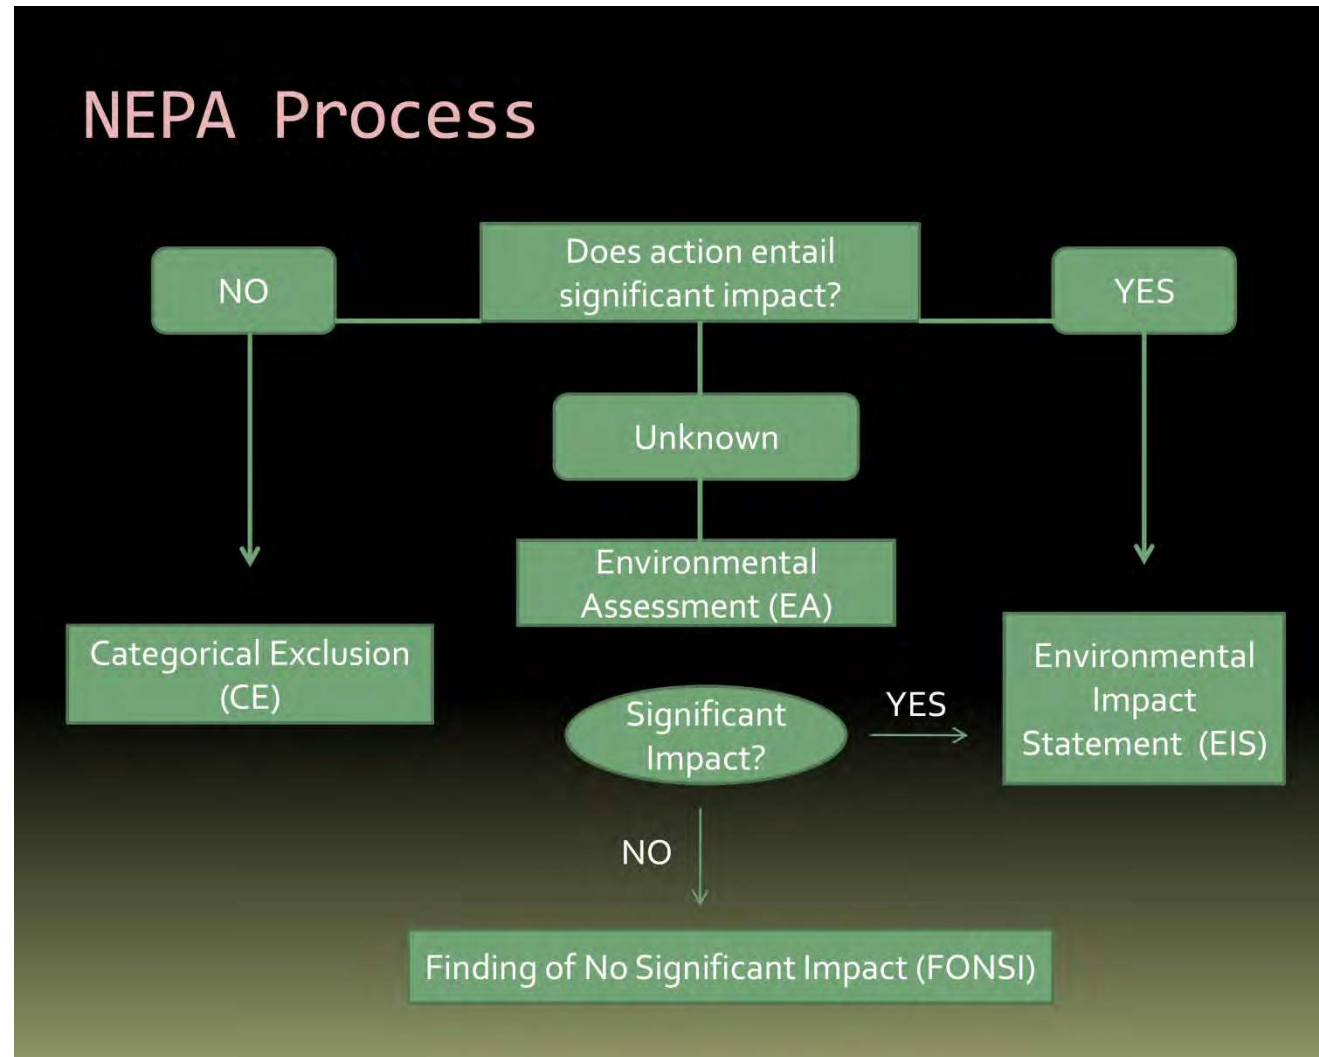 NEPA Process
Does action entail
significant impact?
NO
YES
Unknown
Environmental
Assessment (EA)
Categorical Exclusion
(CE)
Environmental
Impact
Statement (EIS)
Significant
Impact?
YES
NO
Finding of No Significant Impact (FONSI)